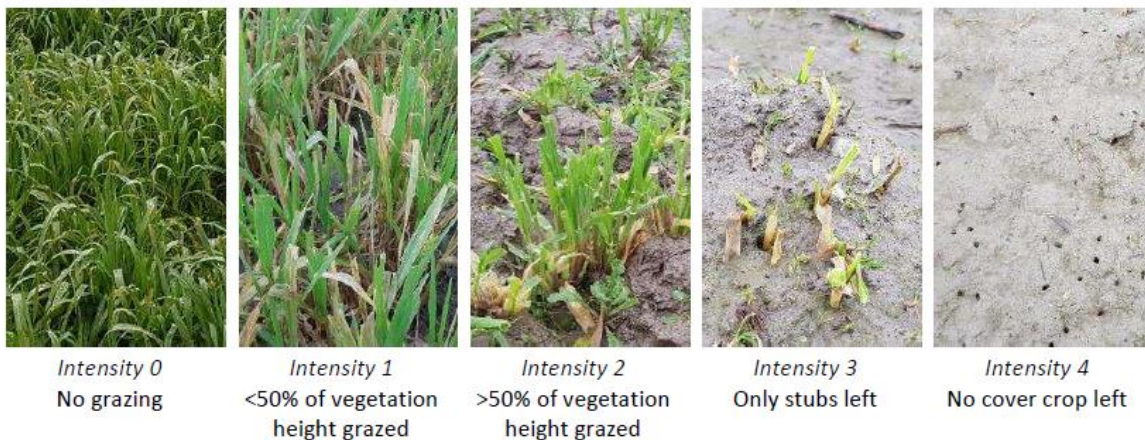 Intensity 0
No grazing
Intensity 1
<50% of vegetation
height grazed
Intensity 2
>50% of vegetation
height grazed
Intensity 3
Only stubs left
Intensity 4
No cover crop left